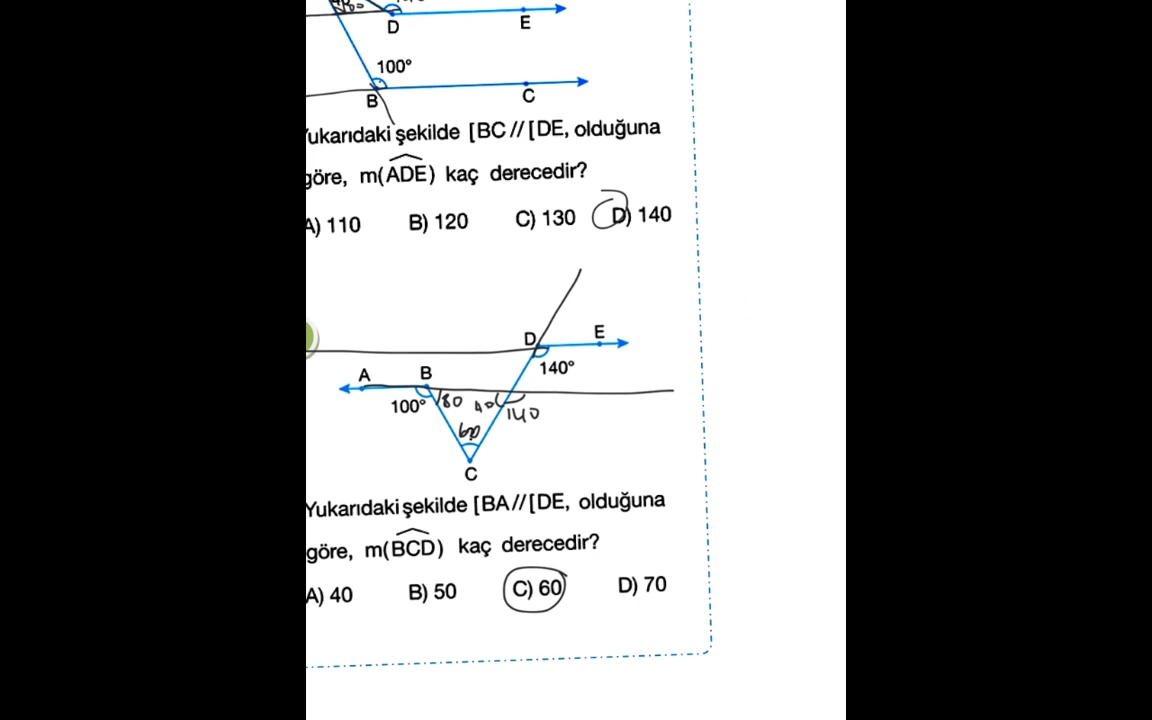 D E
100°
B C
Yukarıdaki şekilde [BC // [DE, olduğuna
göre, m(ADE) kaç derecedir?
A) 110 B) 120 C) 130 D) 140
D E
140°
A B
100° 180 40 140
60
C
Yukarıdaki şekilde [BA // [DE, olduğuna
göre, m(BCD) kaç derecedir?
A) 40 B) 50 C) 60 D) 70